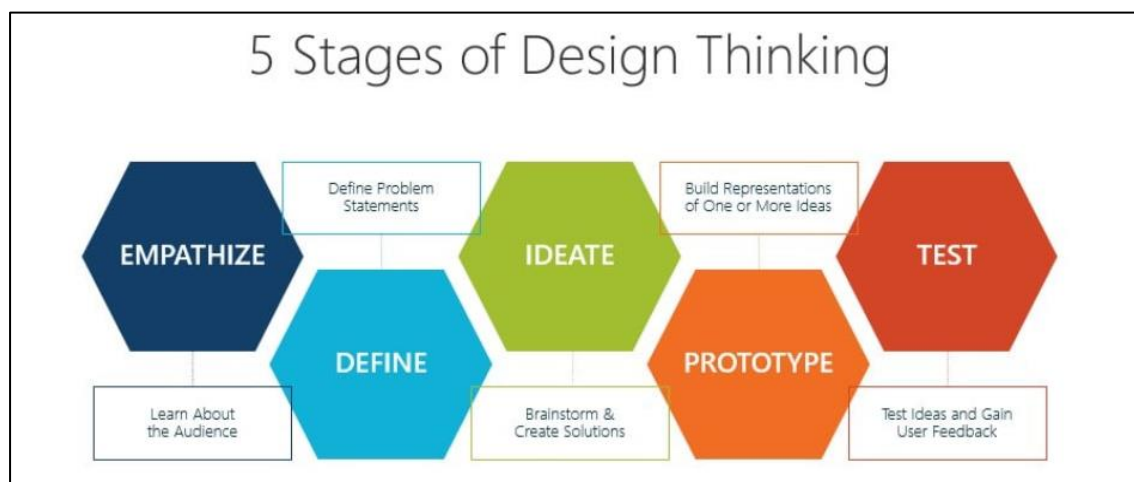 5 Stages of Design Thinking
EMPATHIZE
Learn About
the Audience
Define Problem
Statements
DEFINE
IDEATE
Brainstorm &
Create Solutions
Build Representations
of One or More Ideas
PROTOTYPE
TEST
Test Ideas and Gain
User Feedback